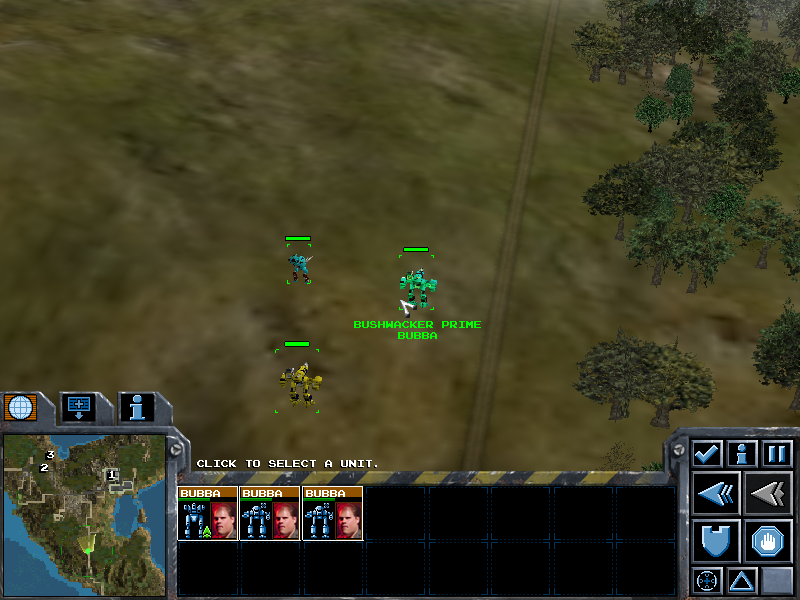 BUSHWACKER PRIME
BUBBA
3
2
1
CLICK TO SELECT A UNIT.
BUBBA BUBBA BUBBA